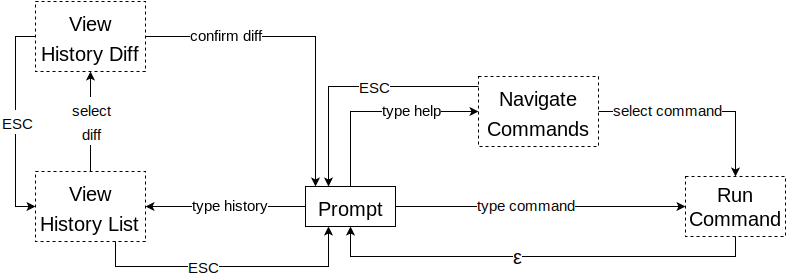 View
History Diff
confirm diff
ESC
Navigate
Commands
type help
select command
select
diff
ESC
View
History List
type history
Prompt
type command
Run
Command
ESC
ε